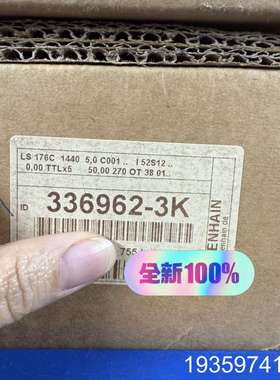 LS 176C 1440 5,0 C001 .. I 52S12 ..
0,00 TTLx5 50,00 270 OT 38 01 ..
ID 336962-3K
ENHAIN
755
全新100%
19359741